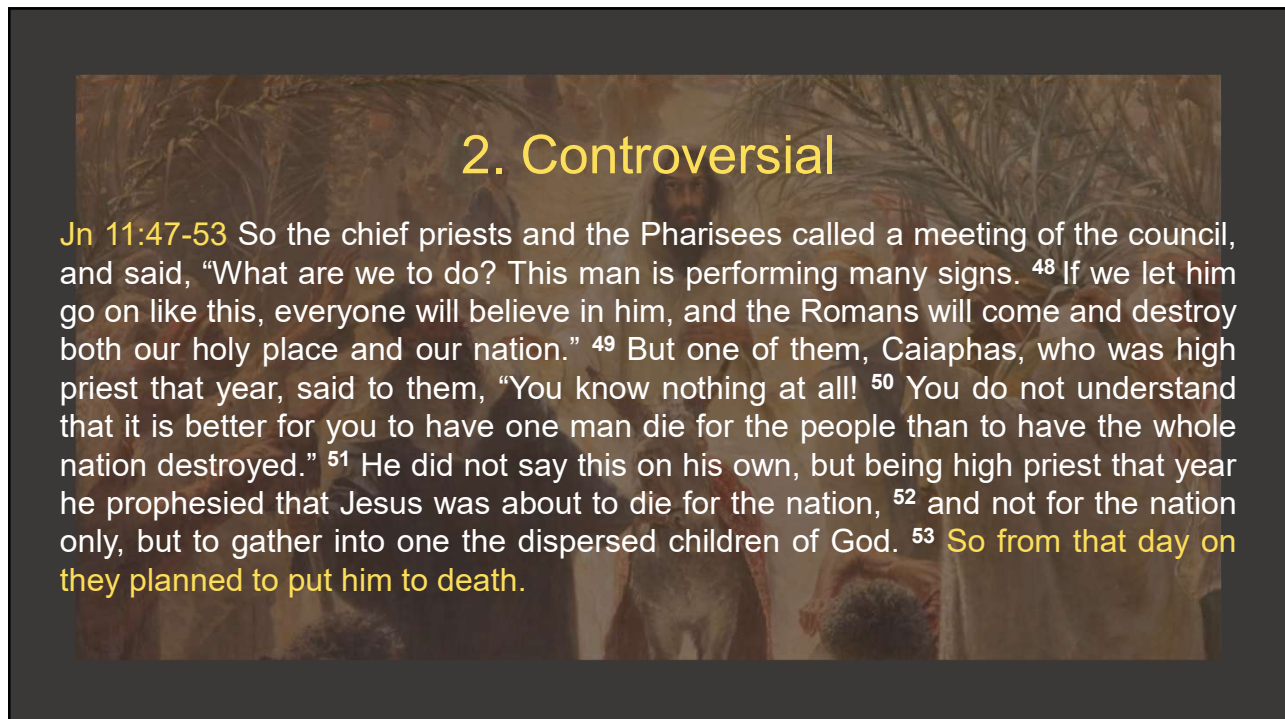 2. Controversial
Jn 11:47-53 So the chief priests and the Pharisees called a meeting of the council,
and said, “What are we to do? This man is performing many signs. 48 If we let him
go on like this, everyone will believe in him, and the Romans will come and destroy
both our holy place and our nation.” 49 But one of them, Caiaphas, who was high
priest that year, said to them, “You know nothing at all! 50 You do not understand
that it is better for you to have one man die for the people than to have the whole
nation destroyed.” 51 He did not say this on his own, but being high priest that year
he prophesied that Jesus was about to die for the nation, 52 and not for the nation
only, but to gather into one the dispersed children of God. 53 So from that day on
they planned to put him to death.